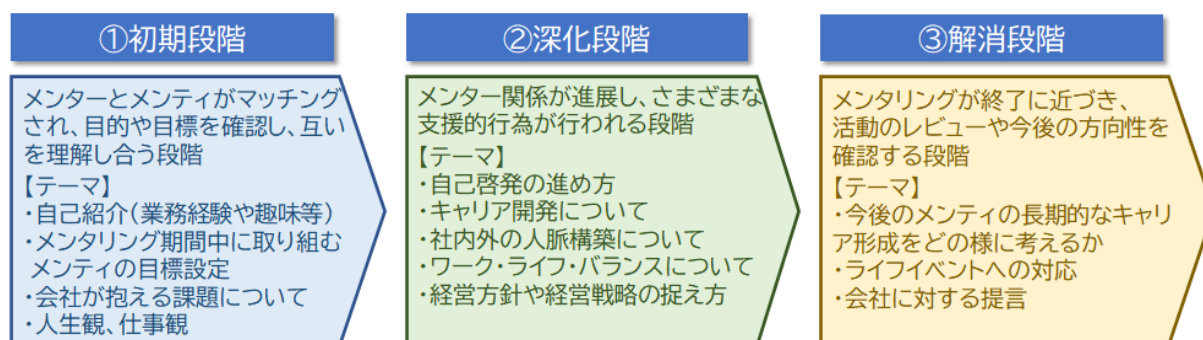 ①初期段階
メンターとメンティがマッチング
され、目的や目標を確認し、互い
を理解し合う段階
【テーマ】
・自己紹介（業務経験や趣味等）
・メンタリング期間中に取り組む
メンティの目標設定
・会社が抱える課題について
・人生観、仕事観
②深化段階
メンター関係が進展し、さまざまな
支援的行為が行われる段階
【テーマ】
・自己啓発の進め方
・キャリア開発について
・社内外の人脈構築について
・ワーク・ライフ・バランスについて
・経営方針や経営戦略の捉え方
③解消段階
メンタリングが終了に近づき、
活動のレビューや今後の方向性を
確認する段階
【テーマ】
・今後のメンティの長期的なキャリ
ア形成をどの様に考えるか
・ライフイベントへの対応
・会社に対する提言